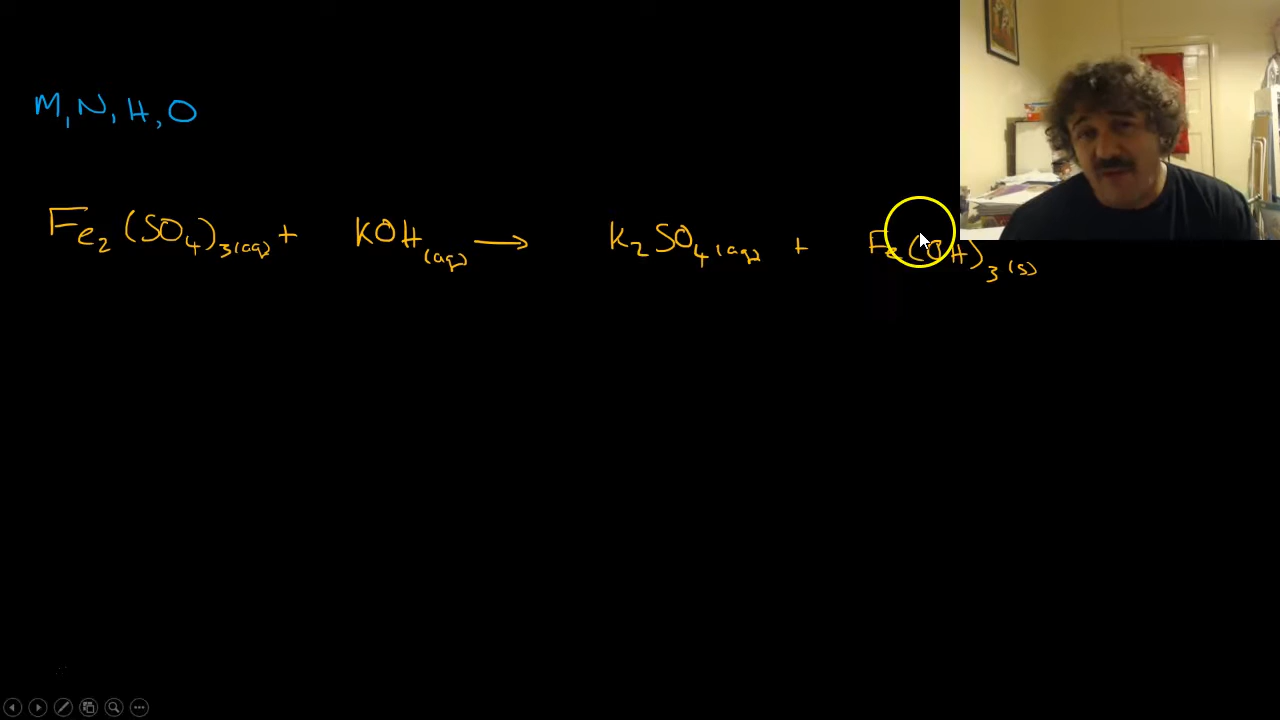 M, N, H, O
Fe₂(SO₄)₃(aq) + KOH(aq) → K₂SO₄(aq) + Fe(OH)₃(s)